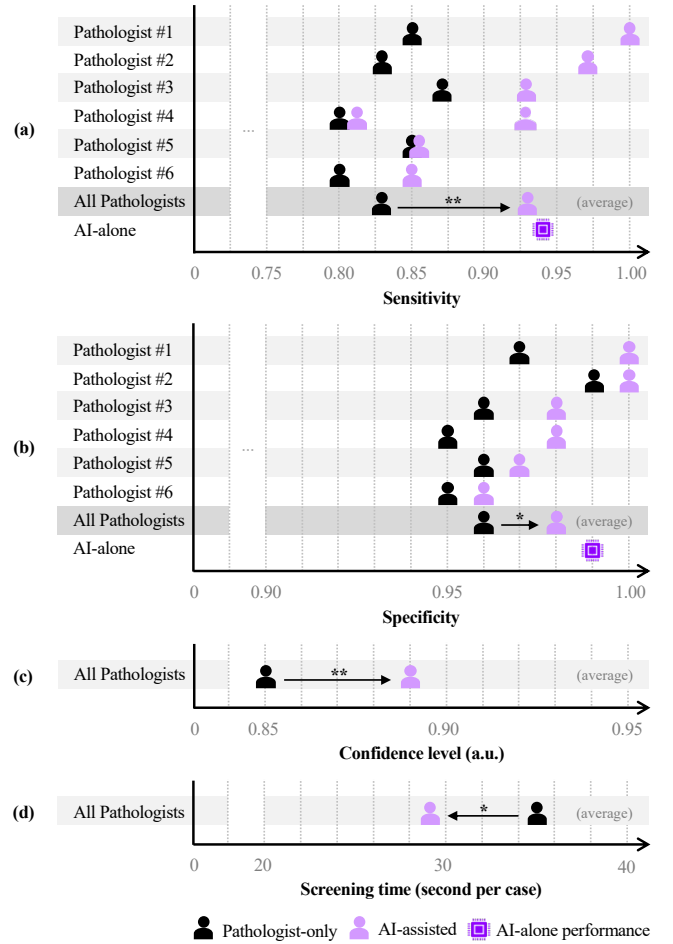 Pathologist #1
Pathologist #2
Pathologist #3
(a)
Pathologist #4
...
Pathologist #5
Pathologist #6
All Pathologists
**
(average)
AI-alone
0
0.75
0.80
0.85
0.90
0.95
1.00
Sensitivity
Pathologist #1
Pathologist #2
Pathologist #3
Pathologist #4
(b)
...
Pathologist #5
Pathologist #6
All Pathologists
*
(average)
AI-alone
0
0.90
0.95
1.00
Specificity
(c)
All Pathologists
**
(average)
0
0.85
0.90
0.95
Confidence level (a.u.)
(d)
All Pathologists
*
(average)
0
20
30
40
Screening time (second per case)
Pathologist-only
AI-assisted
AI-alone performance